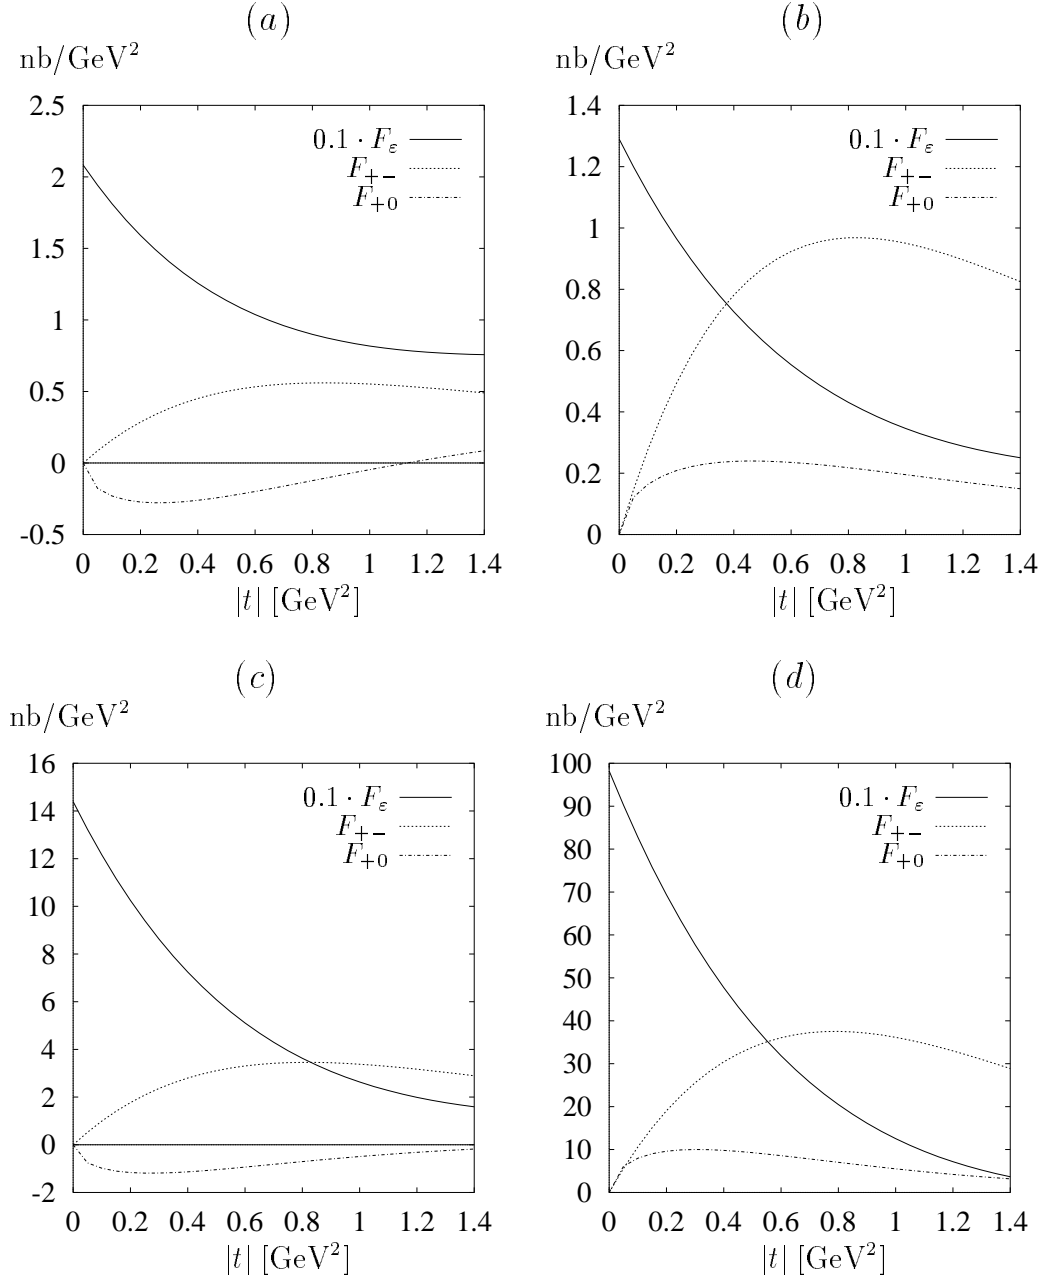 (a)
nb/GeV²
2.5
2
1.5
1
0.5
0
-0.5
0.1 · F_ε
F_{+−}
F_{+0}
0 0.2 0.4 0.6 0.8 1 1.2 1.4
|t| [GeV²]
(b)
nb/GeV²
1.4
1.2
1
0.8
0.6
0.4
0.2
0
0.1 · F_ε
F_{+−}
F_{+0}
0 0.2 0.4 0.6 0.8 1 1.2 1.4
|t| [GeV²]
(c)
nb/GeV²
16
14
12
10
8
6
4
2
0
-2
0.1 · F_ε
F_{+−}
F_{+0}
0 0.2 0.4 0.6 0.8 1 1.2 1.4
|t| [GeV²]
(d)
nb/GeV²
100
90
80
70
60
50
40
30
20
10
0
0.1 · F_ε
F_{+−}
F_{+0}
0 0.2 0.4 0.6 0.8 1 1.2 1.4
|t| [GeV²]